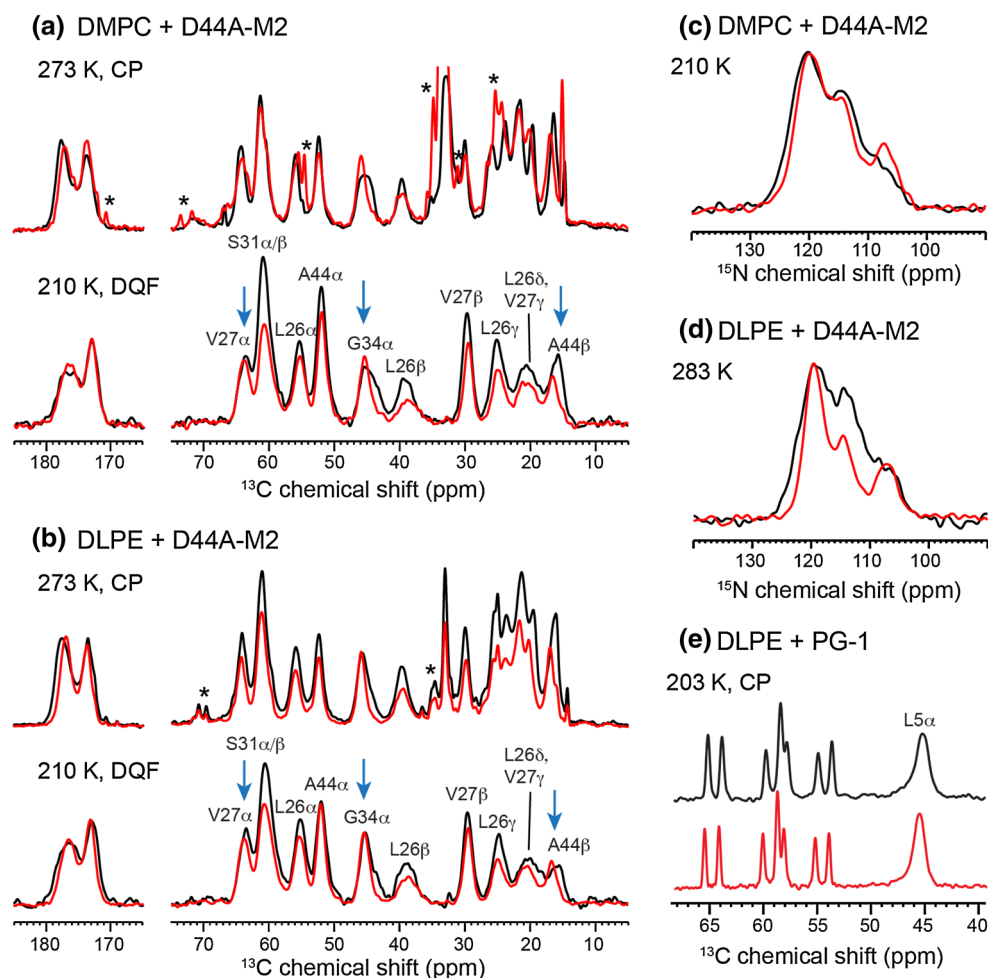 (a) DMPC + D44A-M2
273 K, CP
* * * * * *
210 K, DQF
S31α/β
V27α
L26α
A44α
G34α
L26β
V27β
L26γ
L26δ,
V27γ
A44β
180 170 70 60 50 40 30 20 10
¹³C chemical shift (ppm)
(b) DLPE + D44A-M2
273 K, CP
* *
210 K, DQF
S31α/β
V27α
L26α
A44α
G34α
L26β
V27β
L26γ
L26δ,
V27γ
A44β
180 170 70 60 50 40 30 20 10
¹³C chemical shift (ppm)
(c) DMPC + D44A-M2
210 K
130 120 110 100
¹⁵N chemical shift (ppm)
(d) DLPE + D44A-M2
283 K
130 120 110 100
¹⁵N chemical shift (ppm)
(e) DLPE + PG-1
203 K, CP
L5α
65 60 55 50 45 40
¹³C chemical shift (ppm)